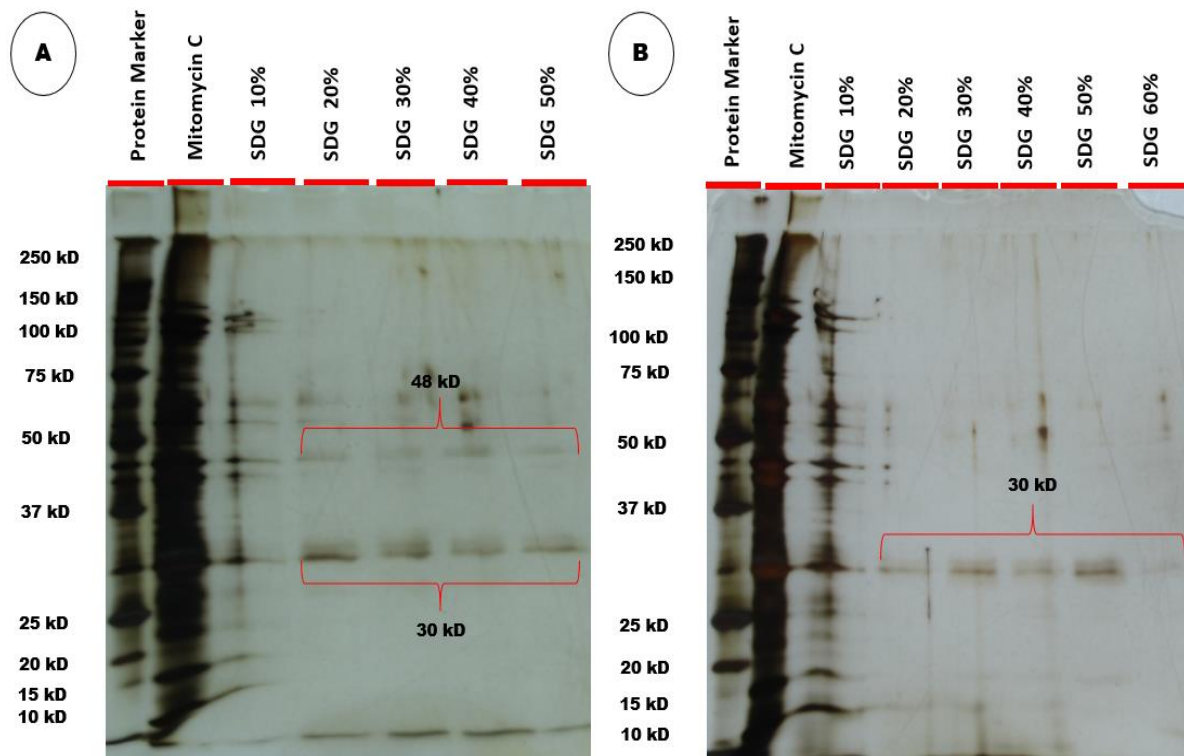 A
Protein Marker
Mitomycin C
SDG 10%
SDG 20%
SDG 30%
SDG 40%
SDG 50%
250 kD
150 kD
100 kD
75 kD
50 kD
37 kD
25 kD
20 kD
15 kD
10 kD
48 kD
30 kD
B
Protein Marker
Mitomycin C
SDG 10%
SDG 20%
SDG 30%
SDG 40%
SDG 50%
SDG 60%
250 kD
150 kD
100 kD
75 kD
50 kD
37 kD
25 kD
20 kD
15 kD
10 kD
30 kD